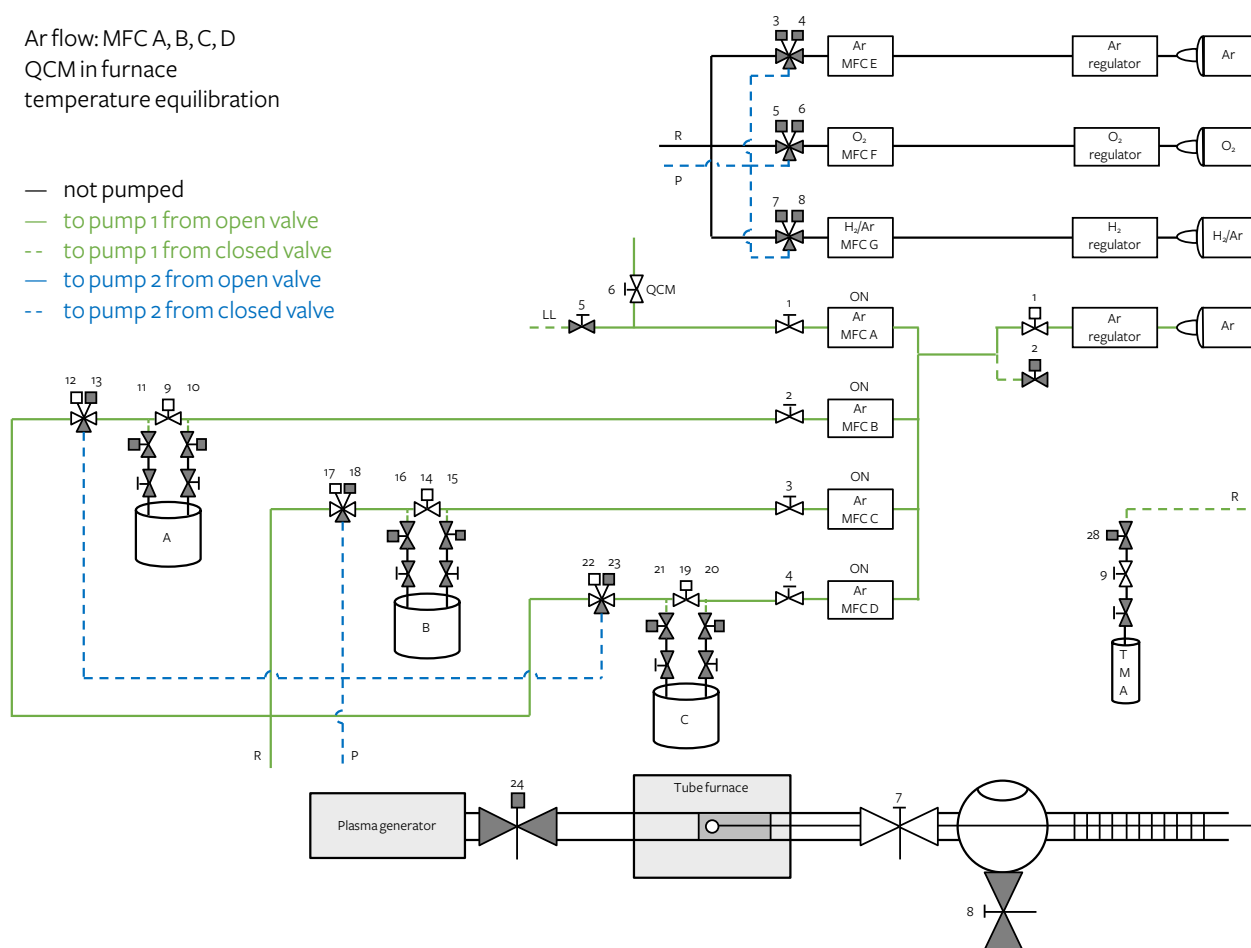 Ar flow: MFC A, B, C, D
QCM in furnace
temperature equilibration
— not pumped
— to pump 1 from open valve
-- to pump 1 from closed valve
— to pump 2 from open valve
-- to pump 2 from closed valve
3 4
Ar
MFC E
Ar
regulator
Ar
5 6
R
P
O₂
MFC F
O₂
regulator
O₂
7 8
H₂/Ar
MFC G
H₂
regulator
H₂/Ar
6
QCM
LL
5
1
ON
Ar
MFC A
1
2
Ar
regulator
Ar
12 13
11 9 10
2
ON
Ar
MFC B
A
17 18
16 14 15
3
ON
Ar
MFC C
B
22 23
21 19 20
4
ON
Ar
MFC D
C
R
28
9
T
M
A
R
P
24
Plasma generator
Tube furnace
7
8